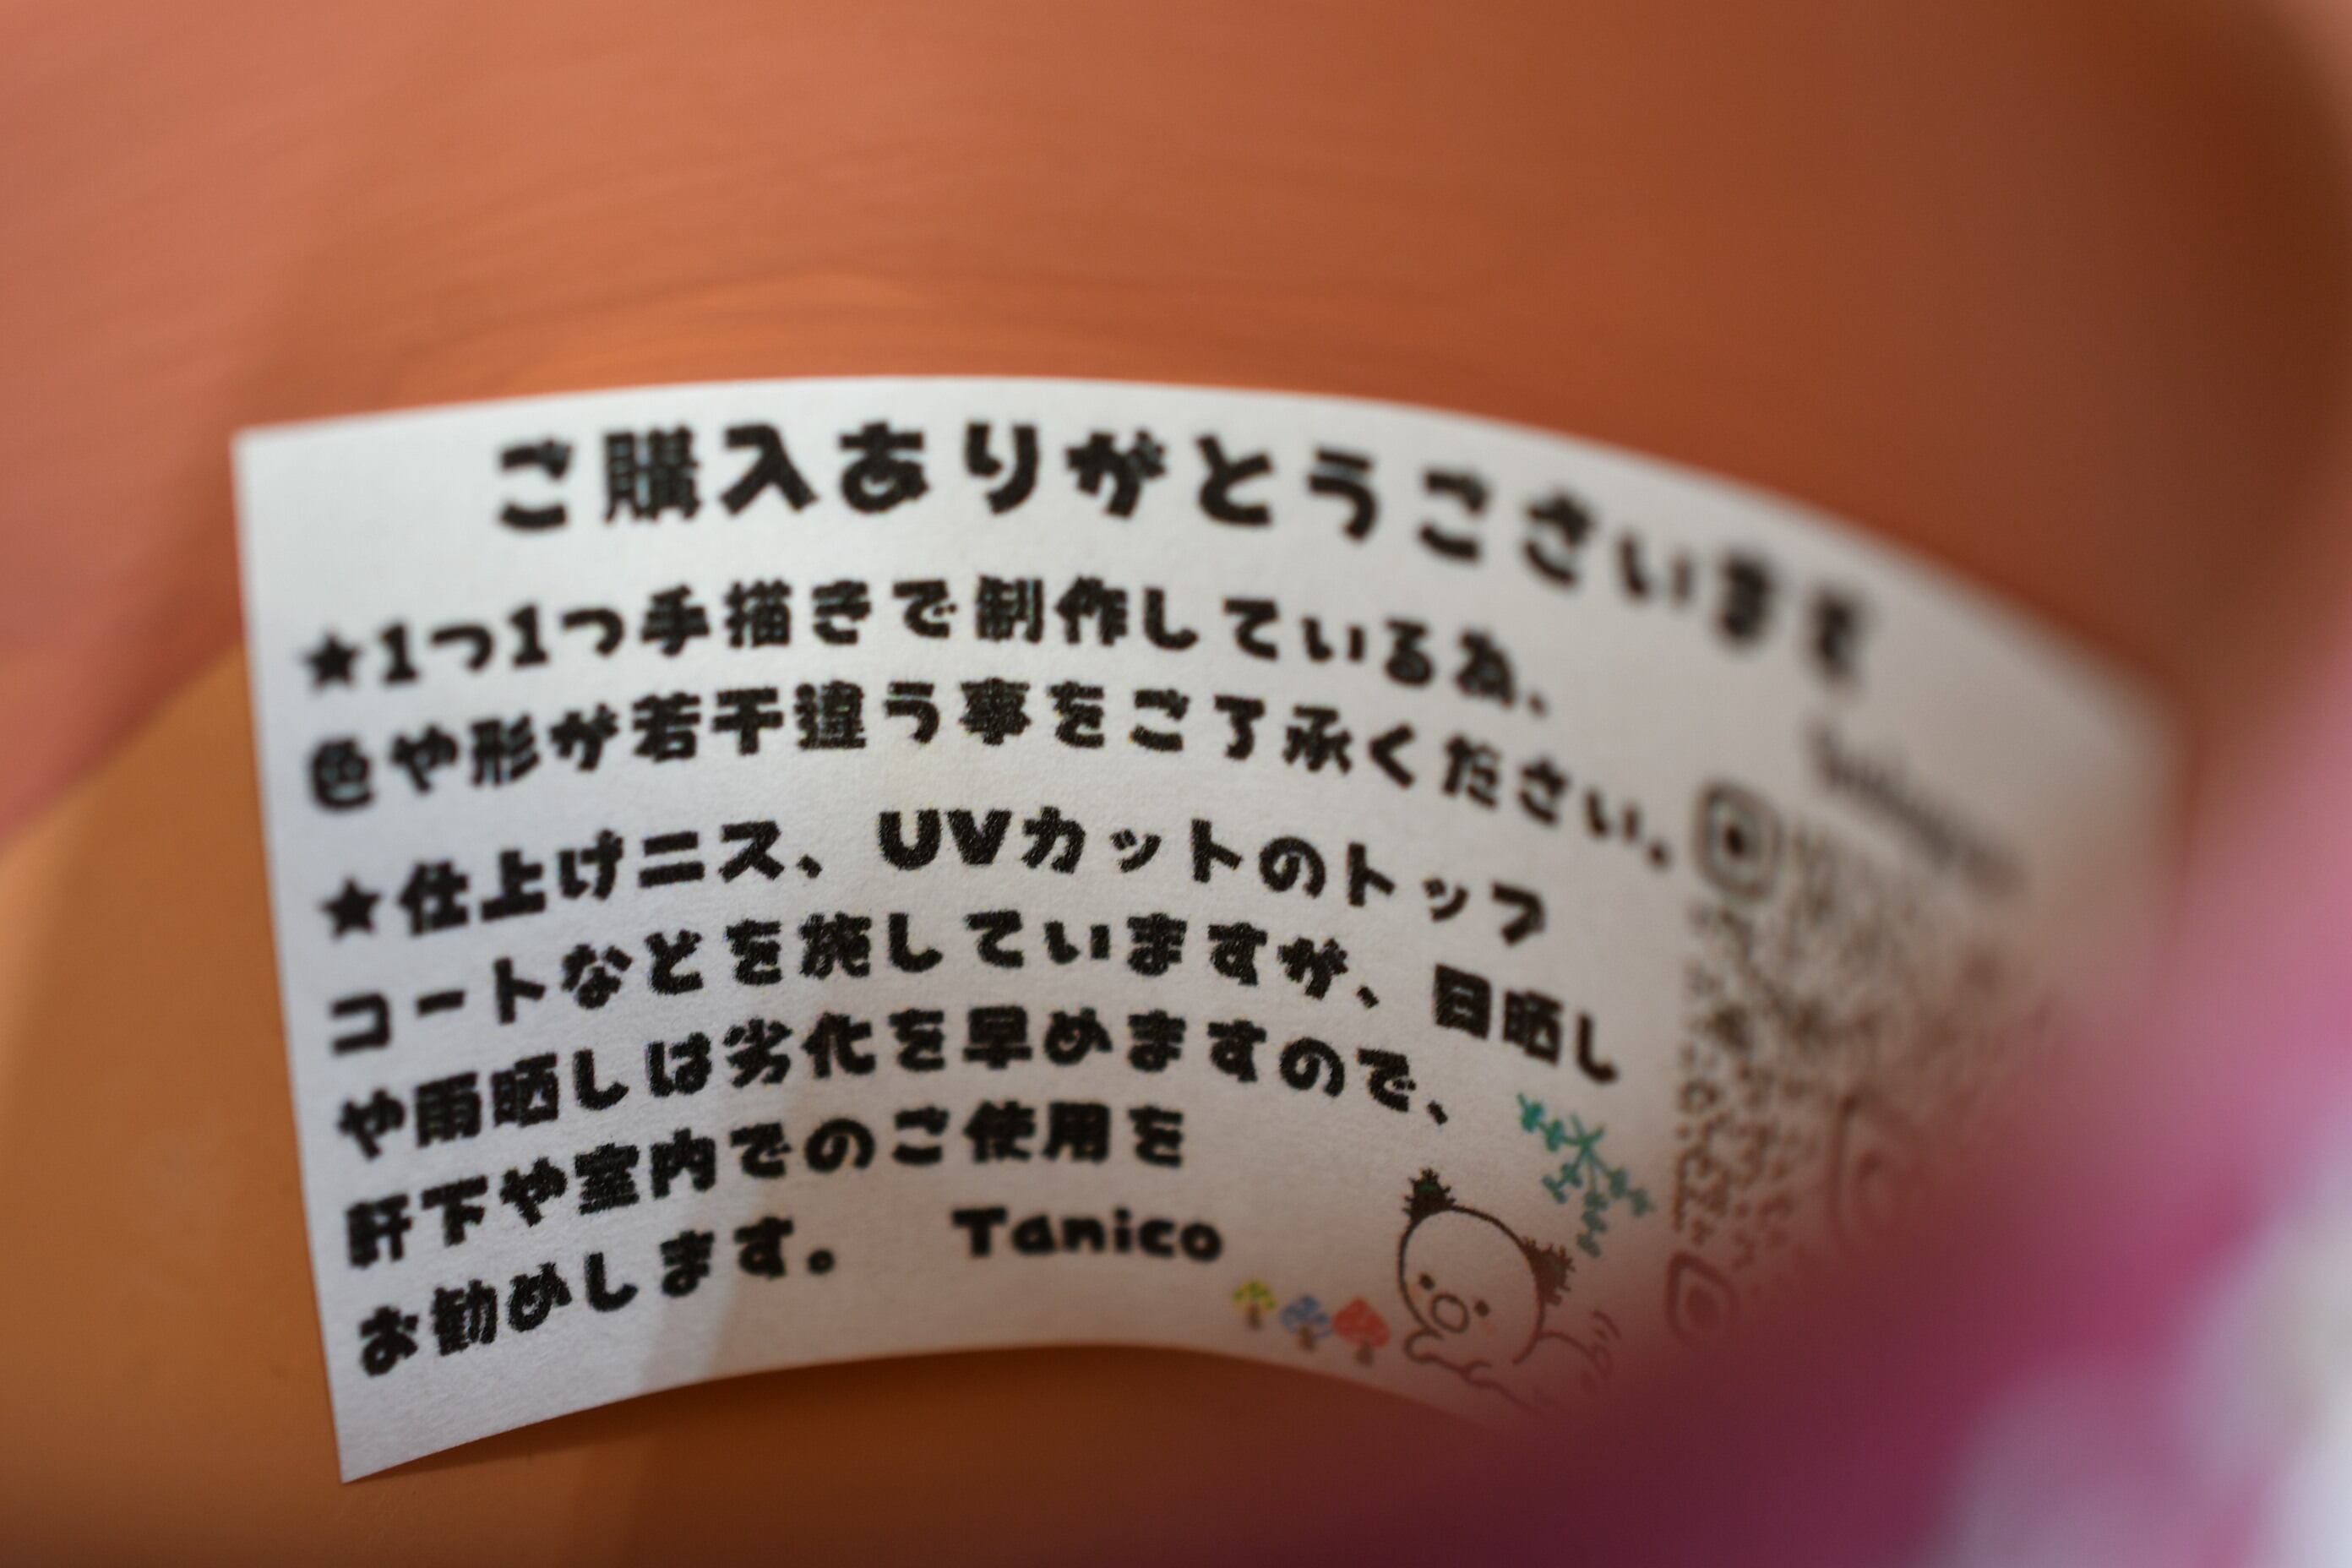 ご購入ありがとうございます
★1つ1つ手描きで制作している為、
色や形が若干違う事をご了承ください。
★仕上げニス、UVカットのトップ
コートなどを施していますが、日晒し
や雨晒しは劣化を早めますので、
軒下や室内でのご使用を
お勧めします。 Tanico